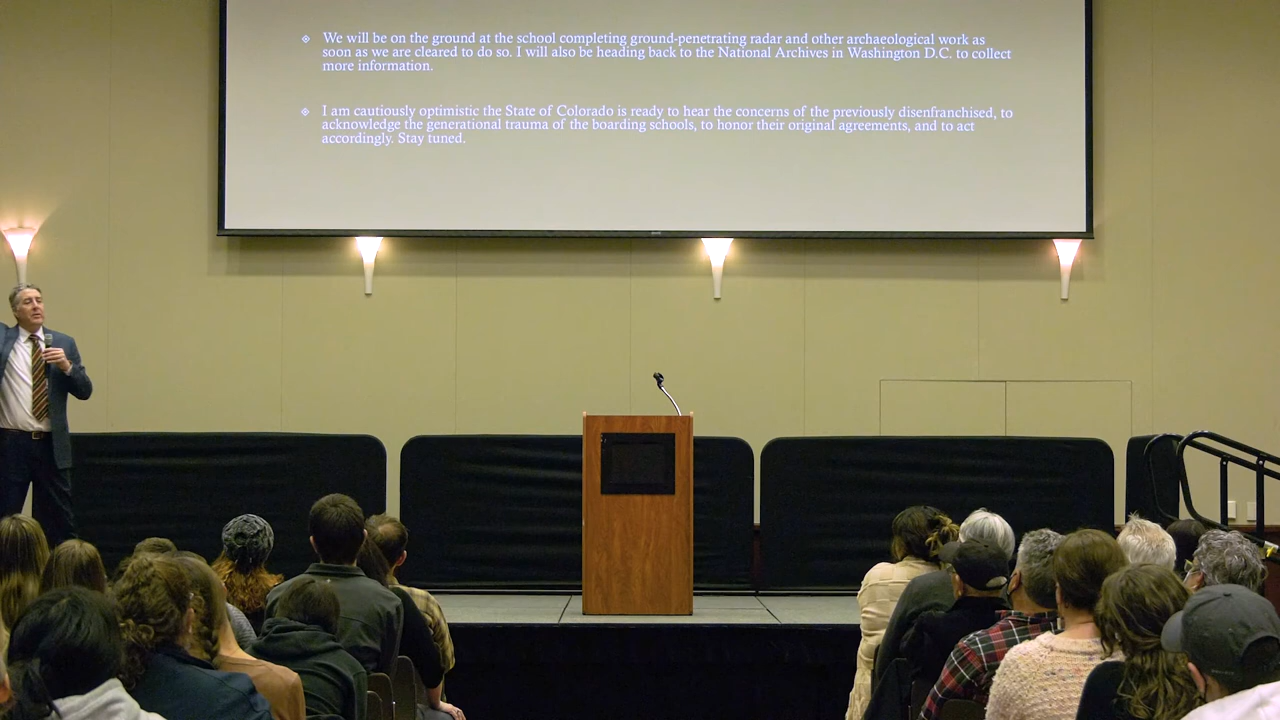 We will be on the ground at the school completing ground-penetrating radar and other archaeological work as
soon as we are cleared to do so. I will also be heading back to the National Archives in Washington D.C. to collect
more information.
I am cautiously optimistic the State of Colorado is ready to hear the concerns of the previously disenfranchised, to
acknowledge the generational trauma of the boarding schools, to honor their original agreements, and to act
accordingly. Stay tuned.